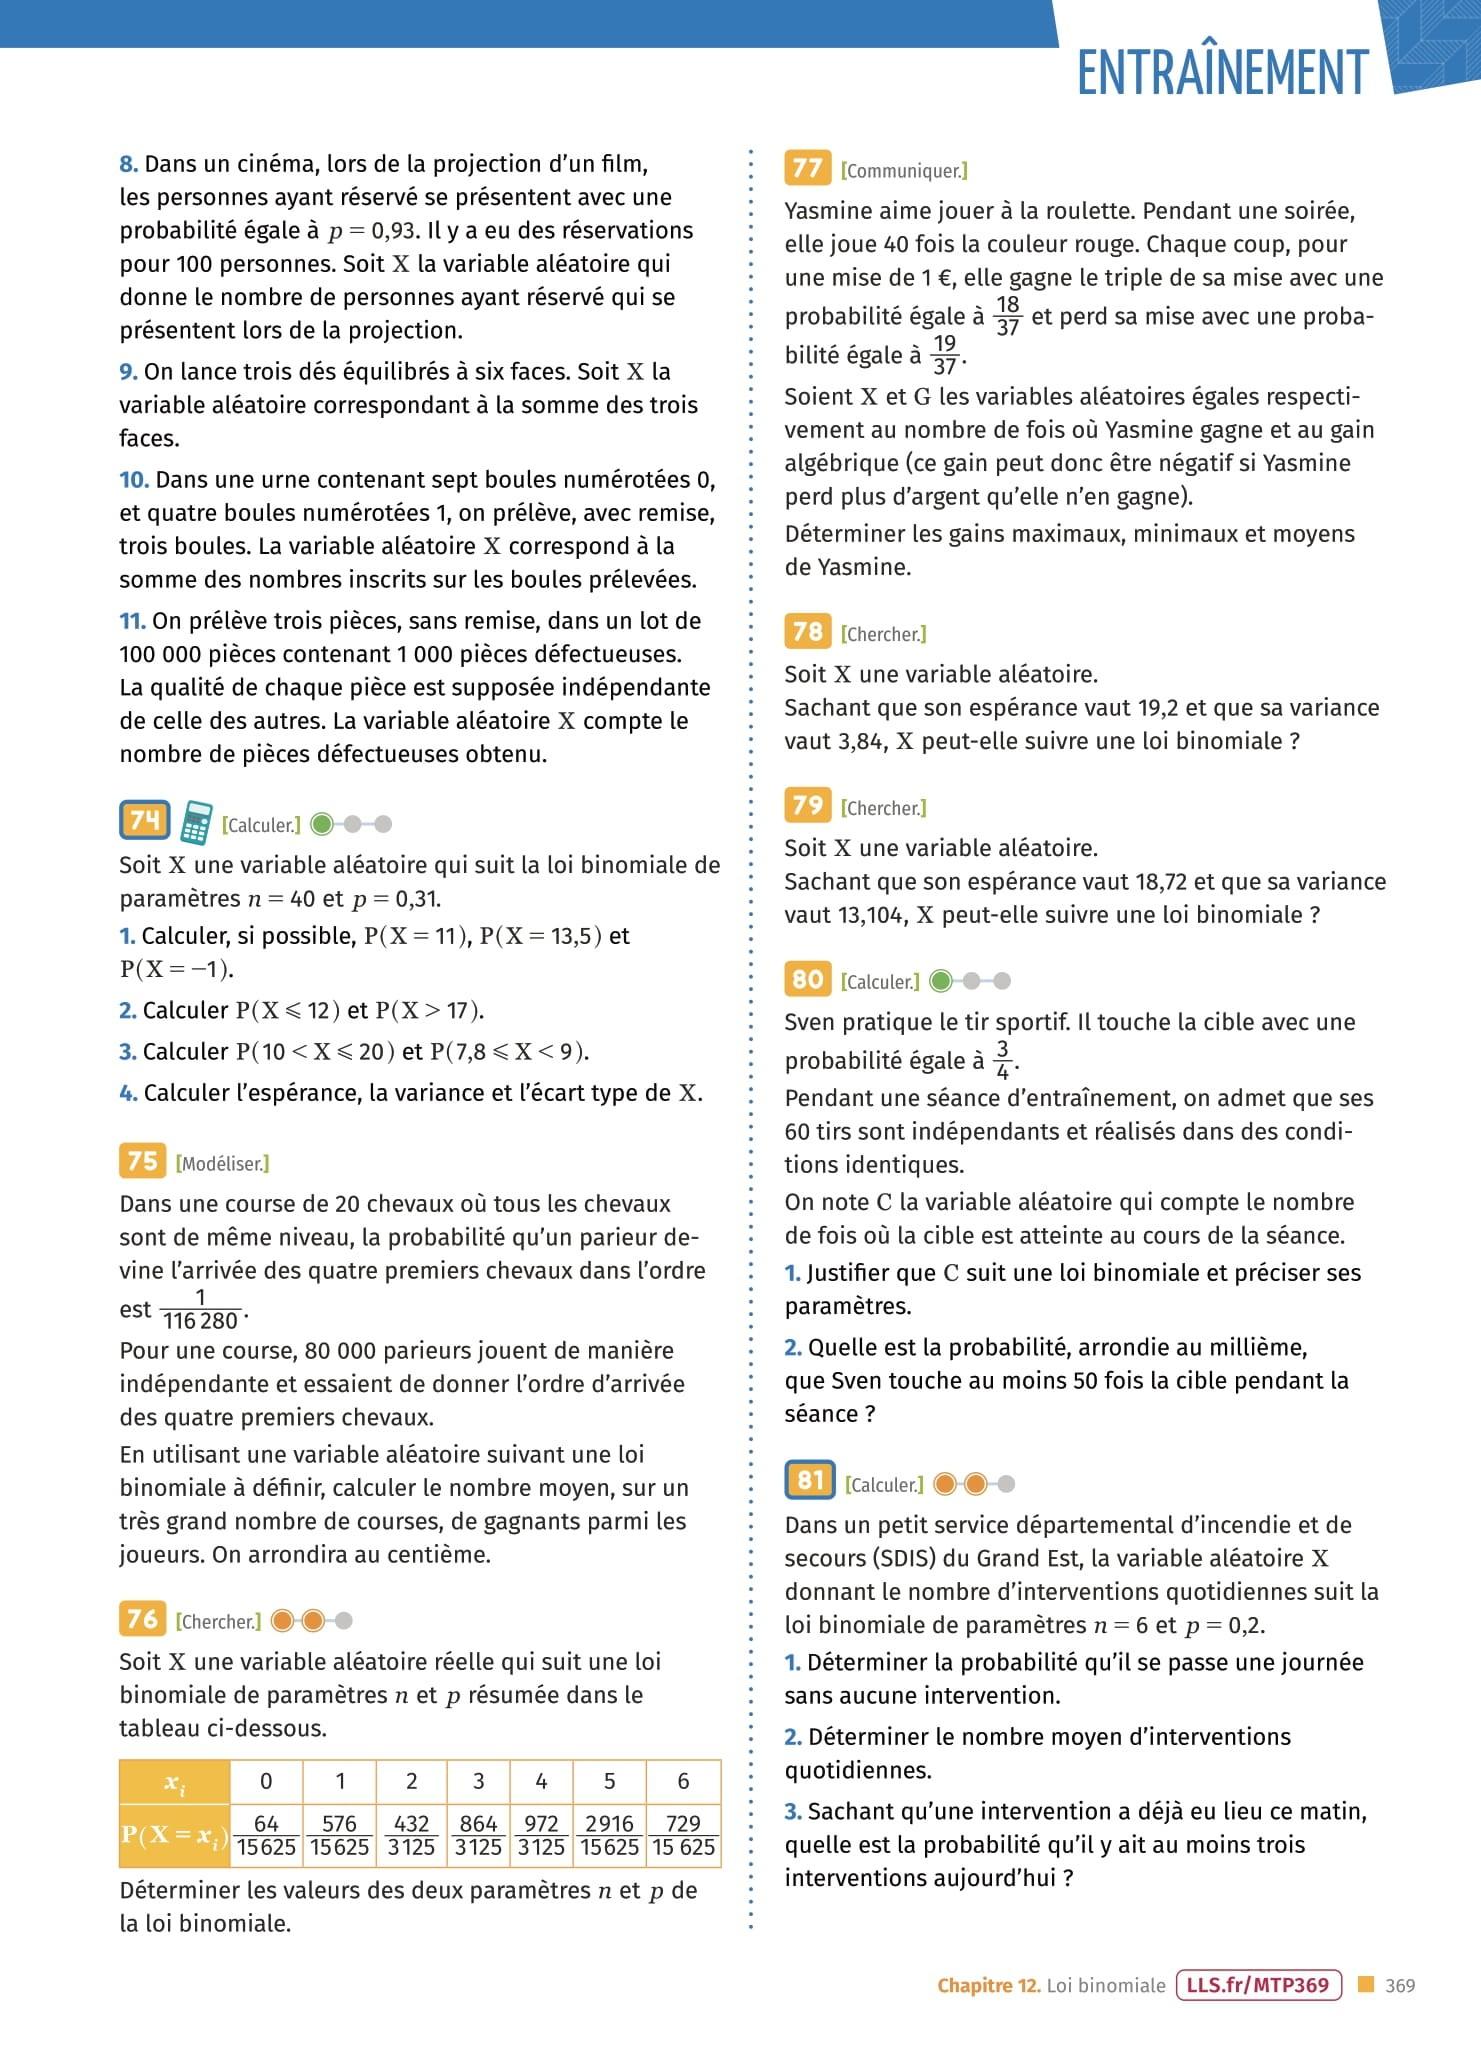 ENTRAÎNEMENT
8. Dans un cinéma, lors de la projection d'un film,
les personnes ayant réservé se présentent avec une
probabilité égale à p = 0,93. Il y a eu des réservations
pour 100 personnes. Soit X la variable aléatoire qui
donne le nombre de personnes ayant réservé qui se
présentent lors de la projection.
9. On lance trois dés équilibrés à six faces. Soit X la
variable aléatoire correspondant à la somme des trois
faces.
10. Dans une urne contenant sept boules numérotées 0,
et quatre boules numérotées 1, on prélève, avec remise,
trois boules. La variable aléatoire X correspond à la
somme des nombres inscrits sur les boules prélevées.
11. On prélève trois pièces, sans remise, dans un lot de
100 000 pièces contenant 1 000 pièces défectueuses.
La qualité de chaque pièce est supposée indépendante
de celle des autres. La variable aléatoire X compte le
nombre de pièces défectueuses obtenu.
74 [Calculer.]
Soit X une variable aléatoire qui suit la loi binomiale de
paramètres n = 40 et p = 0,31.
1. Calculer, si possible, P(X = 11), P(X = 13,5) et
P(X = −1).
2. Calculer P(X ⩽ 12) et P(X > 17).
3. Calculer P(10 < X ⩽ 20) et P(7,8 ⩽ X < 9).
4. Calculer l'espérance, la variance et l'écart type de X.
75 [Modéliser.]
Dans une course de 20 chevaux où tous les chevaux
sont de même niveau, la probabilité qu'un parieur de-
vine l'arrivée des quatre premiers chevaux dans l'ordre
est 1/116 280.
Pour une course, 80 000 parieurs jouent de manière
indépendante et essaient de donner l'ordre d'arrivée
des quatre premiers chevaux.
En utilisant une variable aléatoire suivant une loi
binomiale à définir, calculer le nombre moyen, sur un
très grand nombre de courses, de gagnants parmi les
joueurs. On arrondira au centième.
76 [Chercher.]
Soit X une variable aléatoire réelle qui suit une loi
binomiale de paramètres n et p résumée dans le
tableau ci-dessous.
xi 0 1 2 3 4 5 6
P(X = xi) 64/15 625 576/15 625 432/3 125 864/3 125 972/3 125 2 916/15 625 729/15 625
Déterminer les valeurs des deux paramètres n et p de
la loi binomiale.
77 [Communiquer.]
Yasmine aime jouer à la roulette. Pendant une soirée,
elle joue 40 fois la couleur rouge. Chaque coup, pour
une mise de 1 €, elle gagne le triple de sa mise avec une
probabilité égale à 18/37 et perd sa mise avec une proba-
bilité égale à 19/37.
Soient X et G les variables aléatoires égales respecti-
vement au nombre de fois où Yasmine gagne et au gain
algébrique (ce gain peut donc être négatif si Yasmine
perd plus d'argent qu'elle n'en gagne).
Déterminer les gains maximaux, minimaux et moyens
de Yasmine.
78 [Chercher.]
Soit X une variable aléatoire.
Sachant que son espérance vaut 19,2 et que sa variance
vaut 3,84, X peut-elle suivre une loi binomiale ?
79 [Chercher.]
Soit X une variable aléatoire.
Sachant que son espérance vaut 18,72 et que sa variance
vaut 13,104, X peut-elle suivre une loi binomiale ?
80 [Calculer.]
Sven pratique le tir sportif. Il touche la cible avec une
probabilité égale à 3/4.
Pendant une séance d'entraînement, on admet que ses
60 tirs sont indépendants et réalisés dans des condi-
tions identiques.
On note C la variable aléatoire qui compte le nombre
de fois où la cible est atteinte au cours de la séance.
1. Justifier que C suit une loi binomiale et préciser ses
paramètres.
2. Quelle est la probabilité, arrondie au millième,
que Sven touche au moins 50 fois la cible pendant la
séance ?
81 [Calculer.]
Dans un petit service départemental d'incendie et de
secours (SDIS) du Grand Est, la variable aléatoire X
donnant le nombre d'interventions quotidiennes suit la
loi binomiale de paramètres n = 6 et p = 0,2.
1. Déterminer la probabilité qu'il se passe une journée
sans aucune intervention.
2. Déterminer le nombre moyen d'interventions
quotidiennes.
3. Sachant qu'une intervention a déjà eu lieu ce matin,
quelle est la probabilité qu'il y ait au moins trois
interventions aujourd'hui ?
Chapitre 12. Loi binomiale LLS.fr/MTP369 369